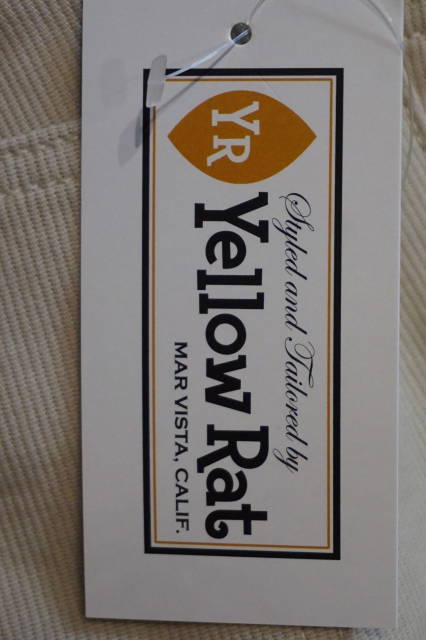 YR
Styled and Tailored by
Yellow Rat
MAR VISTA, CALIF.